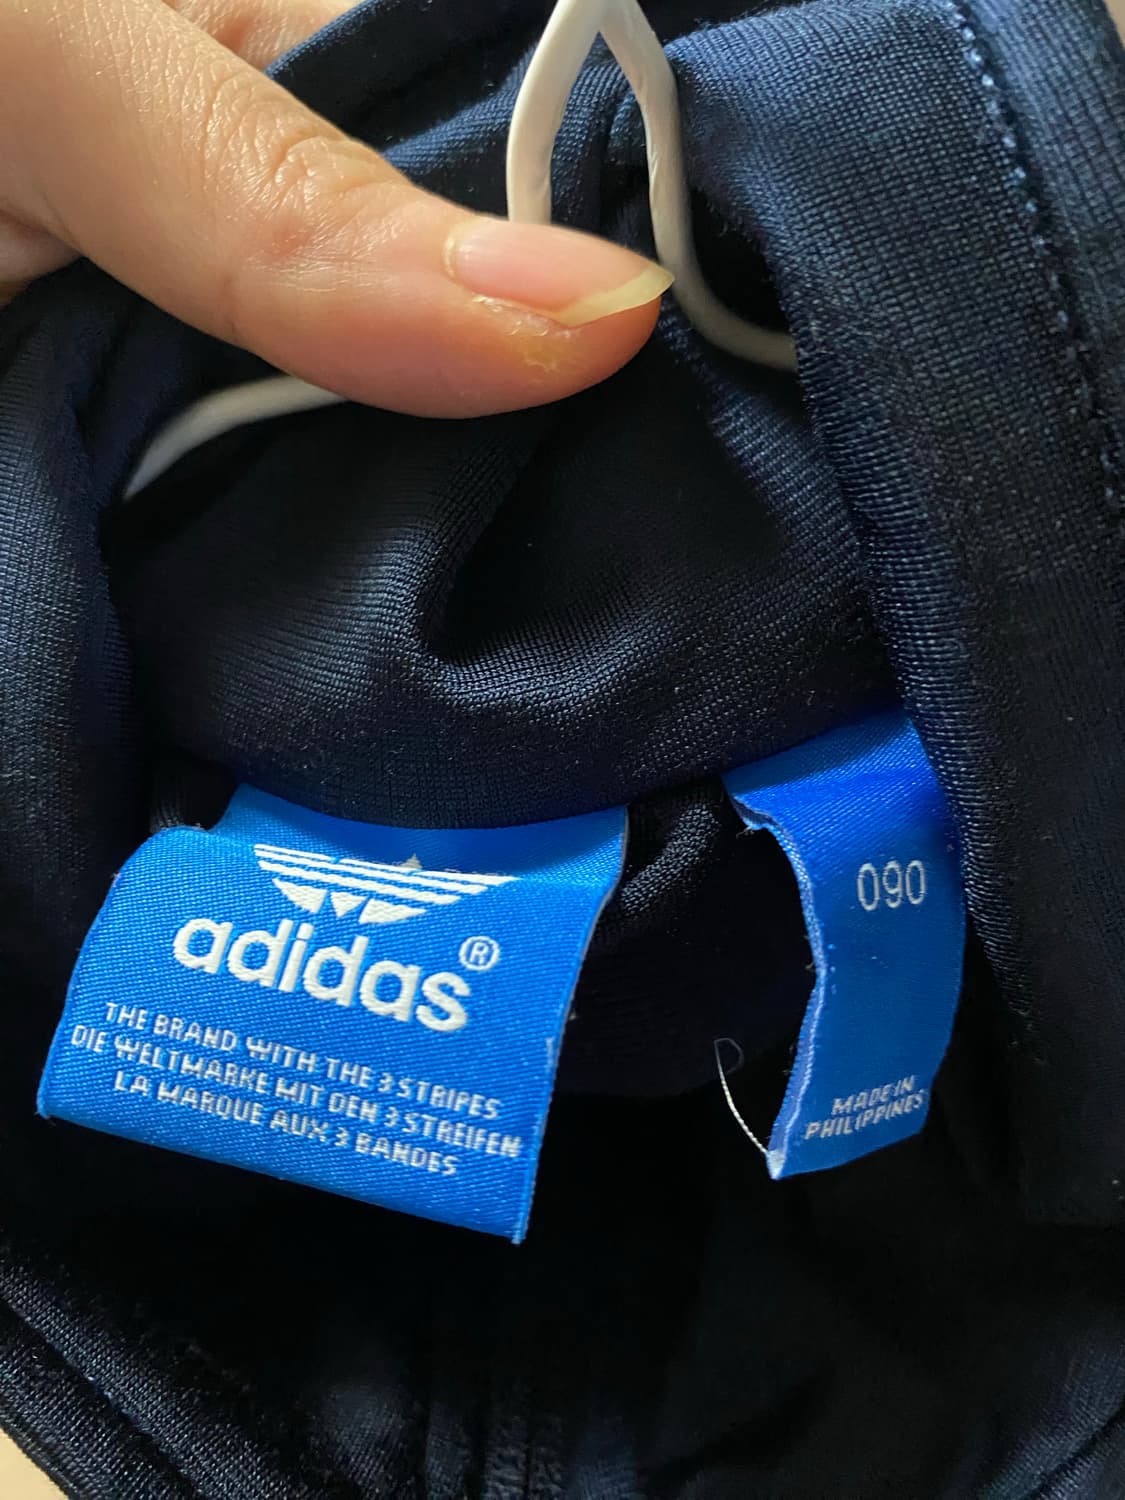 adidas®
THE BRAND WITH THE 3 STRIPES
DIE WELTMARKE MIT DEN 3 STREIFEN
LA MARQUE AUX 3 BANDES
090
MADE IN
PHILIPPINES